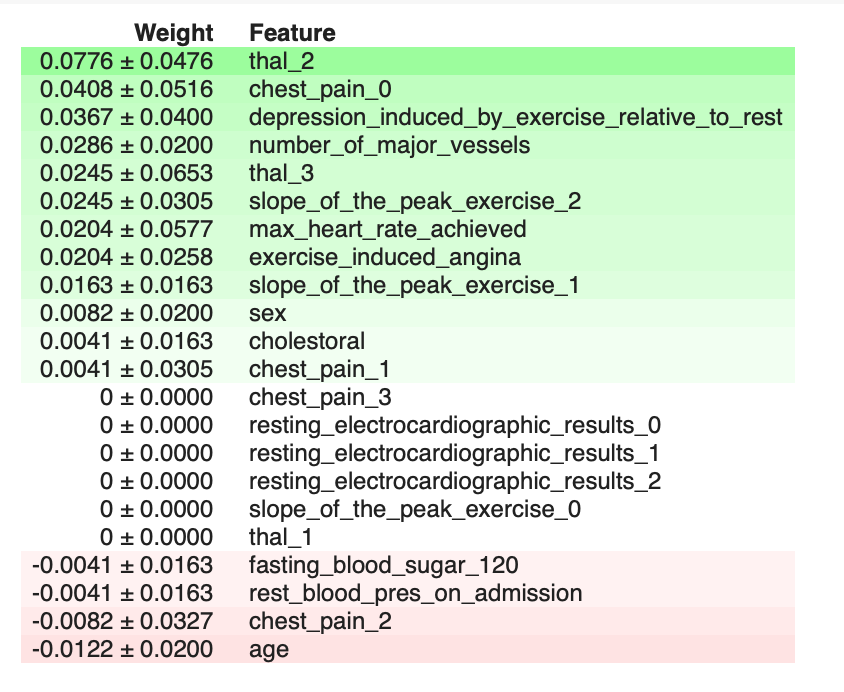 Weight Feature
0.0776 ± 0.0476 thal_2
0.0408 ± 0.0516 chest_pain_0
0.0367 ± 0.0400 depression_induced_by_exercise_relative_to_rest
0.0286 ± 0.0200 number_of_major_vessels
0.0245 ± 0.0653 thal_3
0.0245 ± 0.0305 slope_of_the_peak_exercise_2
0.0204 ± 0.0577 max_heart_rate_achieved
0.0204 ± 0.0258 exercise_induced_angina
0.0163 ± 0.0163 slope_of_the_peak_exercise_1
0.0082 ± 0.0200 sex
0.0041 ± 0.0163 cholestoral
0.0041 ± 0.0305 chest_pain_1
0 ± 0.0000 chest_pain_3
0 ± 0.0000 resting_electrocardiographic_results_0
0 ± 0.0000 resting_electrocardiographic_results_1
0 ± 0.0000 resting_electrocardiographic_results_2
0 ± 0.0000 slope_of_the_peak_exercise_0
0 ± 0.0000 thal_1
-0.0041 ± 0.0163 fasting_blood_sugar_120
-0.0041 ± 0.0163 rest_blood_pres_on_admission
-0.0082 ± 0.0327 chest_pain_2
-0.0122 ± 0.0200 age